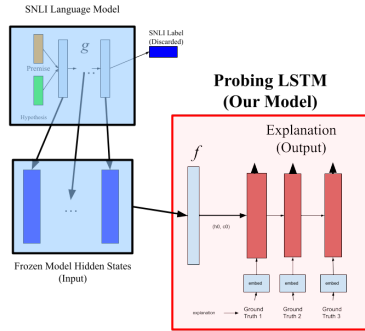 SNLI Language Model
SNLI Label
(Discarded)
g
Premise
...
Hypothesis
Probing LSTM
(Our Model)
Explanation
(Output)
f
...
(h0, c0)
Frozen Model Hidden States
(Input)
embed
embed
embed
explanation
Ground
Truth 1
Ground
Truth 2
Ground
Truth 3